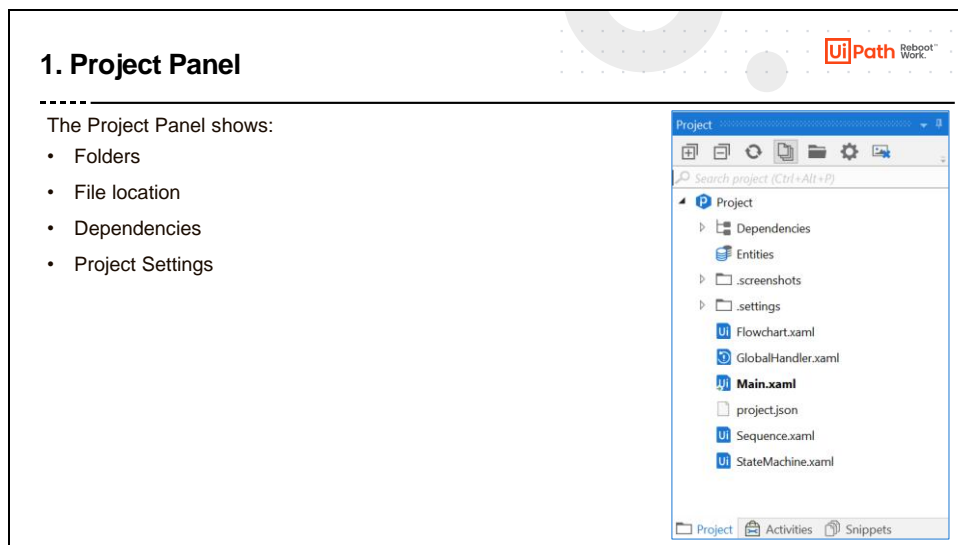 1. Project Panel
UiPath Reboot Work.™
The Project Panel shows:
• Folders
• File location
• Dependencies
• Project Settings
Project
Search project (Ctrl+Alt+P)
Project
Dependencies
Entities
.screenshots
.settings
Flowchart.xaml
GlobalHandler.xaml
Main.xaml
project.json
Sequence.xaml
StateMachine.xaml
Project Activities Snippets